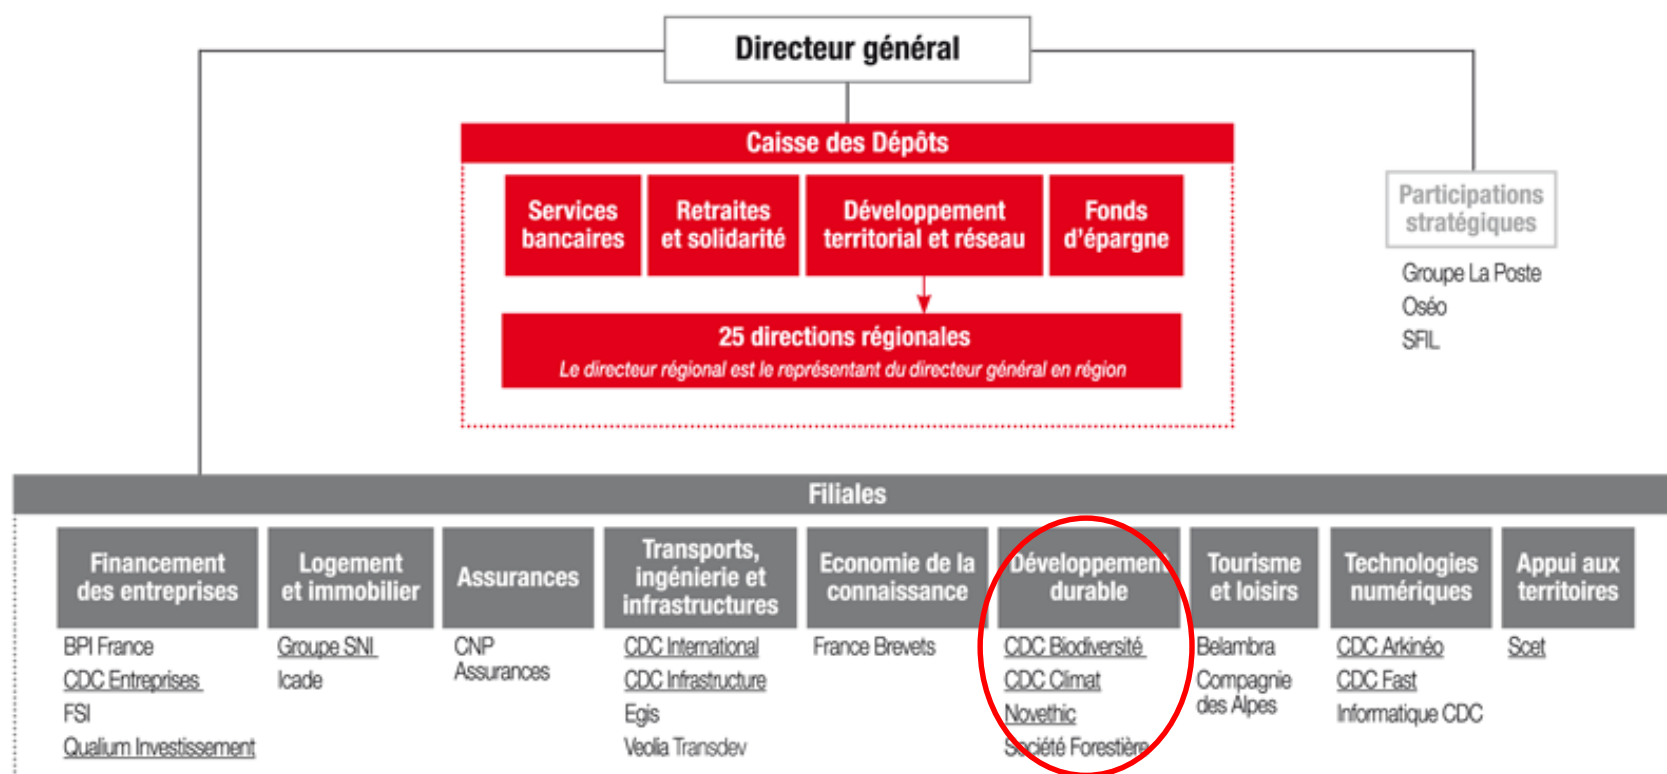 Directeur général
Caisse des Dépôts
Services
bancaires
Retraites
et solidarité
Développement
territorial et réseau
Fonds
d'épargne
25 directions régionales
Le directeur régional est le représentant du directeur général en région
Participations
stratégiques
Groupe La Poste
Oséo
SFIL
Filiales
Financement
des entreprises
BPI France
CDC Entreprises
FSI
Qualium Investissement
Logement
et immobilier
Groupe SNI
Icade
Assurances
CNP
Assurances
Transports,
ingénierie et
infrastructures
CDC International
CDC Infrastructure
Egis
Veolia Transdev
Economie de la
connaissance
France Brevets
Développement
durable
CDC Biodiversité
CDC Climat
Novethic
Société Forestière
Tourisme
et loisirs
Belambra
Compagnie
des Alpes
Technologies
numériques
CDC Arkinéo
CDC Fast
Informatique CDC
Appui aux
territoires
Scet